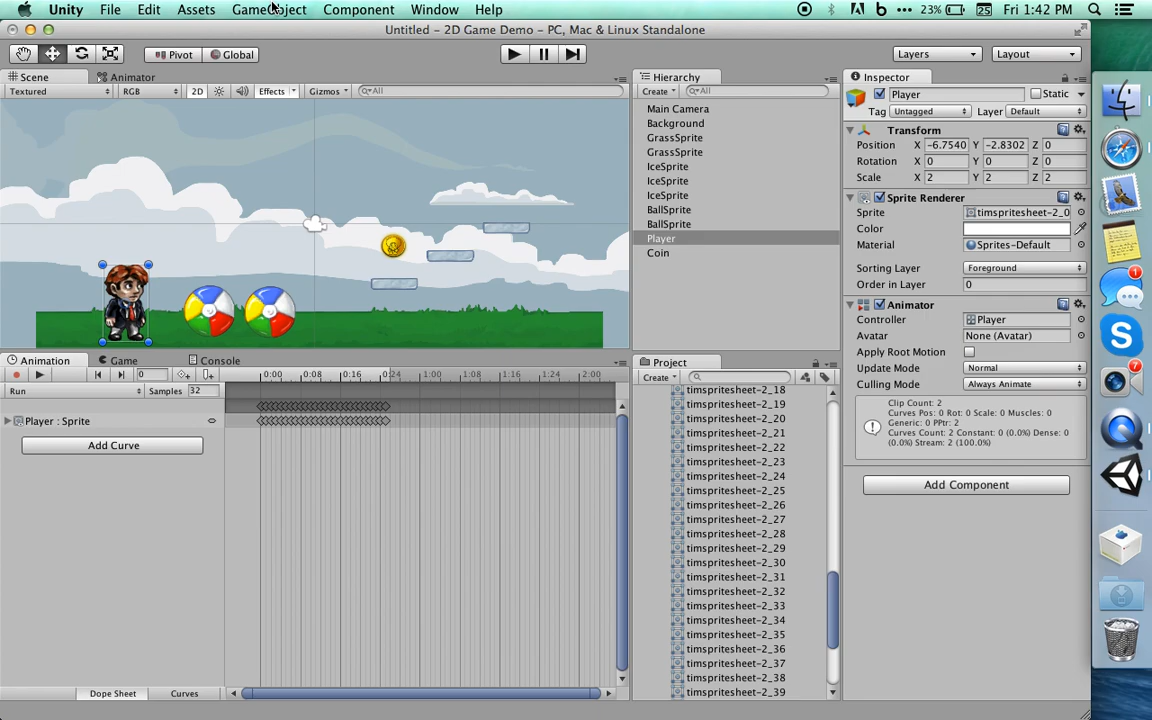 Unity File Edit Assets GameObject Component Window Help 23% 25 Fri 1:42 PM
Untitled - 2D Game Demo - PC, Mac & Linux Standalone
Pivot Global Layers Layout
Scene Animator Hierarchy Inspector
Textured RGB 2D Effects Gizmos All Create All
Player Static
Tag Untagged Layer Default
Transform
Position X -6.7540 Y -2.8302 Z 0
Rotation X 0 Y 0 Z 0
Scale X 2 Y 2 Z 2
Sprite Renderer
Sprite timspritesheet-2_0
Color
Material Sprites-Default
Sorting Layer Foreground
Order in Layer 0
Animator
Controller Player
Avatar None (Avatar)
Apply Root Motion
Update Mode Normal
Culling Mode Always Animate
Clip Count: 2
Curves Pos: 0 Rot: 0 Scale: 0 Muscles: 0
Generic: 0 PPtr: 2
Curves Count: 2 Constant: 0 (0.0%) Dense: 0
(0.0%) Stream: 2 (100.0%)
Add Component
Main Camera
Background
GrassSprite
GrassSprite
IceSprite
IceSprite
IceSprite
BallSprite
BallSprite
Player
Coin
Animation Game Console
0 0:00 0:08 0:16 0:24 1:00 1:08 1:16 1:24 2:00
Run Samples 32
Player : Sprite
Add Curve
Dope Sheet Curves
Project
Create
timspritesheet-2_18
timspritesheet-2_19
timspritesheet-2_20
timspritesheet-2_21
timspritesheet-2_22
timspritesheet-2_23
timspritesheet-2_24
timspritesheet-2_25
timspritesheet-2_26
timspritesheet-2_27
timspritesheet-2_28
timspritesheet-2_29
timspritesheet-2_30
timspritesheet-2_31
timspritesheet-2_32
timspritesheet-2_33
timspritesheet-2_34
timspritesheet-2_35
timspritesheet-2_36
timspritesheet-2_37
timspritesheet-2_38
timspritesheet-2_39
1
7